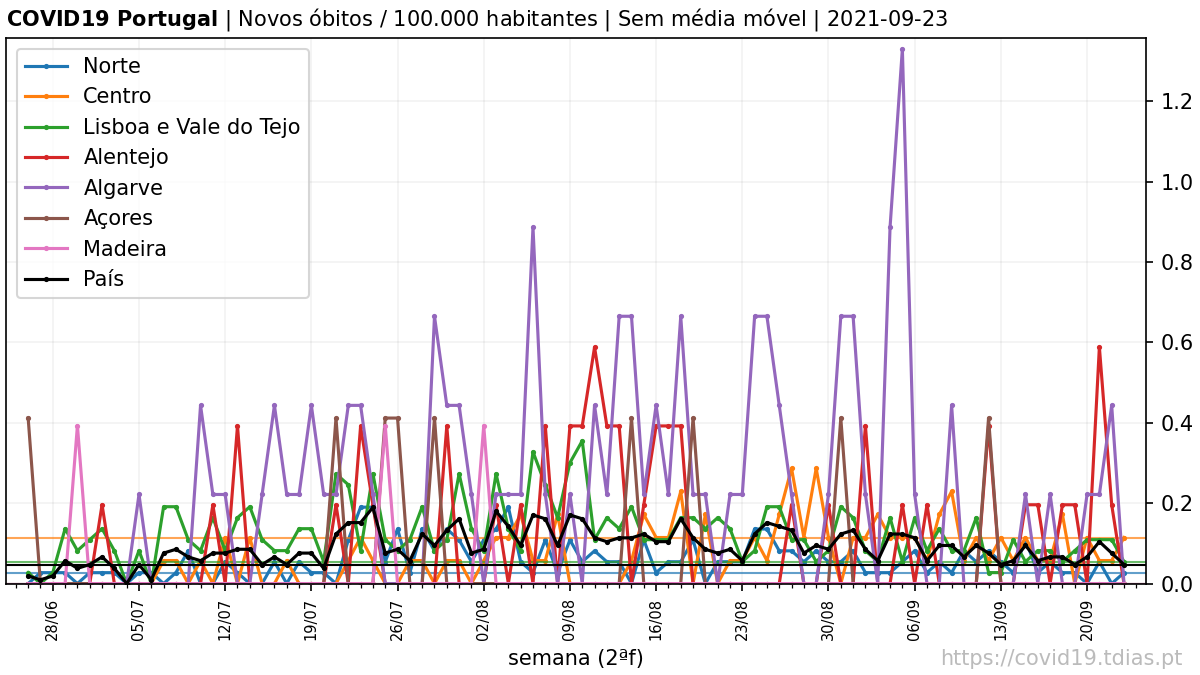 COVID19 Portugal | Novos óbitos / 100.000 habitantes | Sem média móvel | 2021-09-23
Norte
Centro
Lisboa e Vale do Tejo
Alentejo
Algarve
Açores
Madeira
País
1.2
1.0
0.8
0.6
0.4
0.2
0.0
28/06
05/07
12/07
19/07
26/07
02/08
09/08
16/08
23/08
30/08
06/09
13/09
20/09
semana (2ªf)
https://covid19.tdias.pt